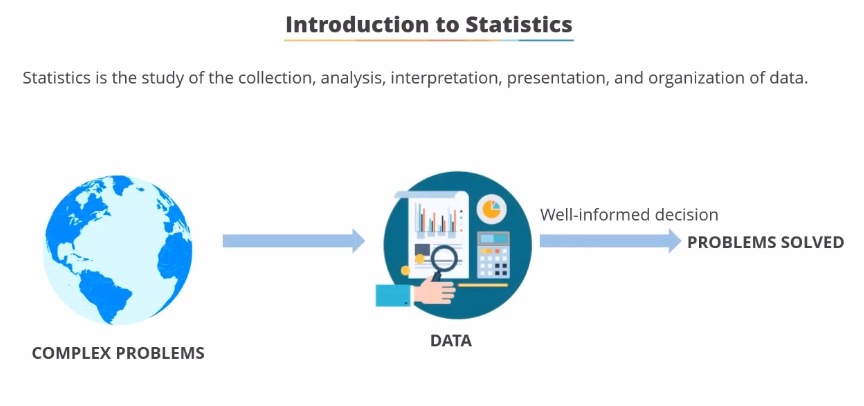 Introduction to Statistics
Statistics is the study of the collection, analysis, interpretation, presentation, and organization of data.
Well-informed decision
PROBLEMS SOLVED
DATA
COMPLEX PROBLEMS